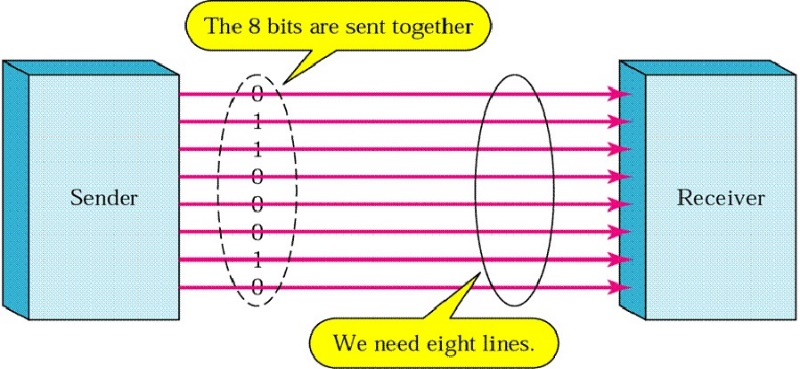 The 8 bits are sent together
0
1
1
0
0
0
1
0
Sender
Receiver
We need eight lines.